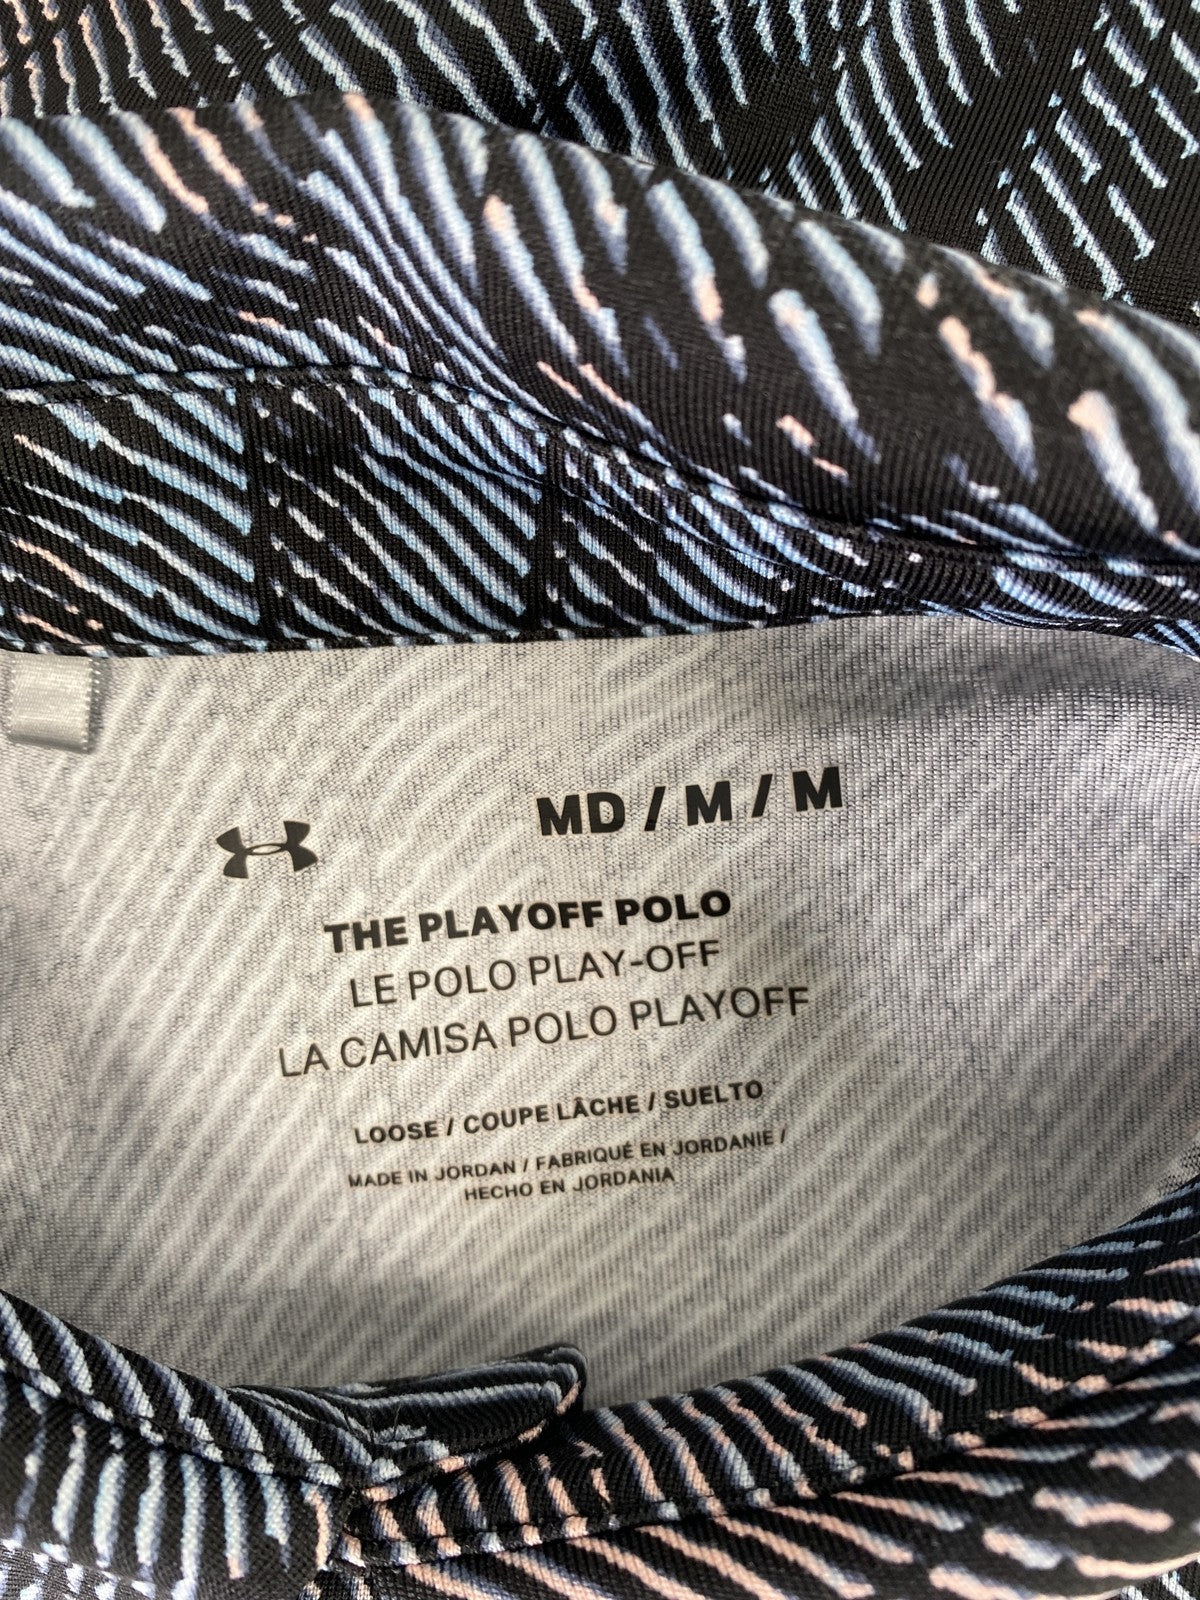 MD / M / M
THE PLAYOFF POLO
LE POLO PLAY-OFF
LA CAMISA POLO PLAYOFF
LOOSE / COUPE LÂCHE / SUELTO
MADE IN JORDAN / FABRIQUÉ EN JORDANIE /
HECHO EN JORDANIA